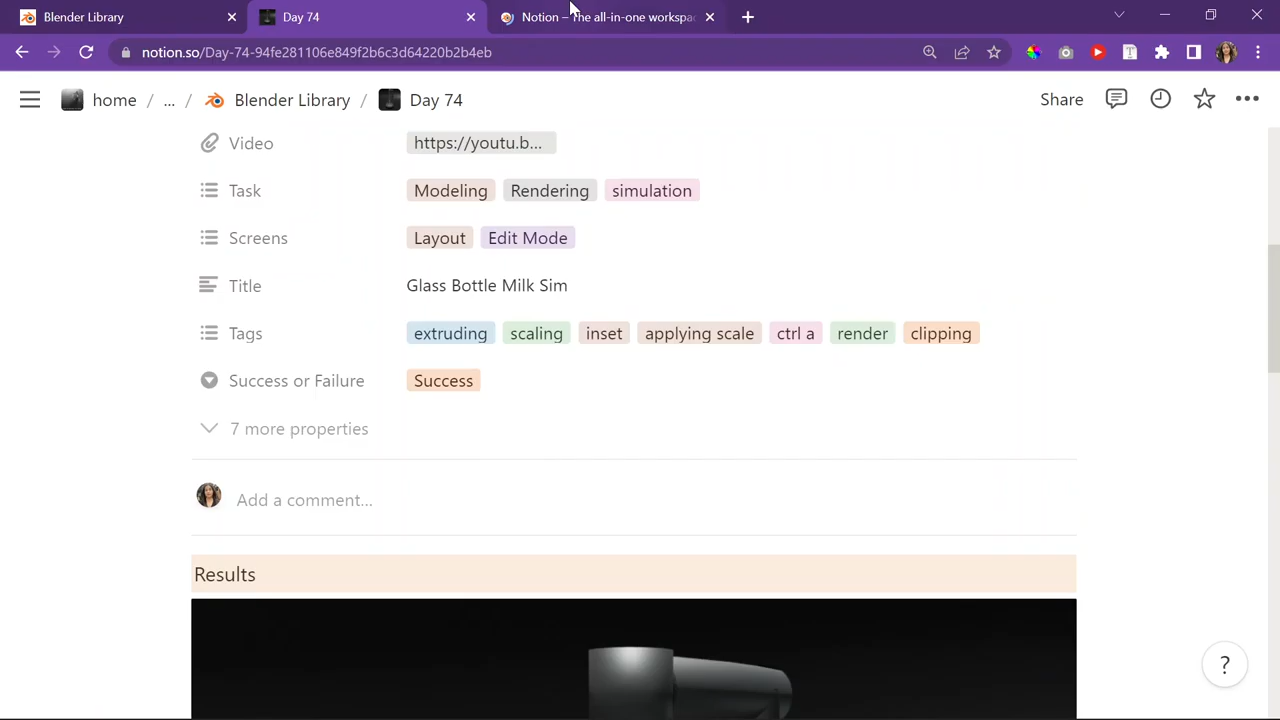 Blender Library
Day 74
Notion – The all-in-one workspac
notion.so/Day-74-94fe281106e849f2b6c3d64220b2b4eb
home / ... / Blender Library / Day 74
Share
Video https://youtu.b...
Task Modeling Rendering simulation
Screens Layout Edit Mode
Title Glass Bottle Milk Sim
Tags extruding scaling inset applying scale ctrl a render clipping
Success or Failure Success
7 more properties
Add a comment...
Results
?